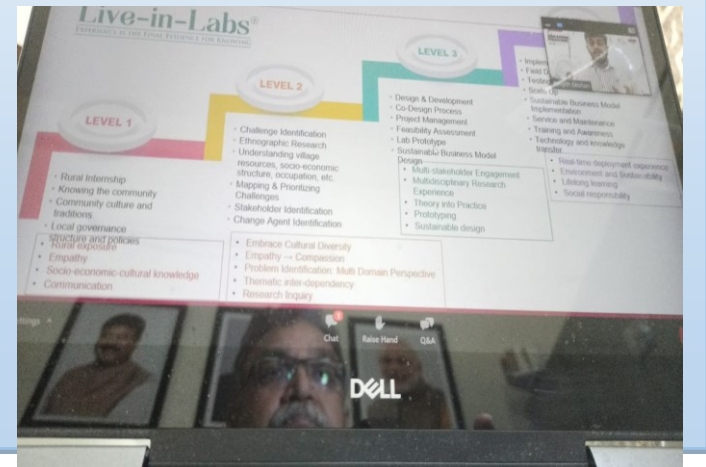 Live-in-Labs®
EXPERIENCE IS THE FINAL EVIDENCE FOR KNOWING
LEVEL 1
• Rural Internship
• Knowing the community
• Community culture and
traditions
• Local governance
structure and policies
• Rural exposure
• Empathy
• Socio-economic-cultural knowledge
• Communication
LEVEL 2
• Challenge Identification
• Ethnographic Research
• Understanding village
resources, socio-economic
structure, occupation, etc.
• Mapping & Prioritizing
Challenges
• Stakeholder Identification
• Change Agent Identification
• Embrace Cultural Diversity
• Empathy → Compassion
• Problem Identification: Multi Domain Perspective
• Thematic inter-dependency
• Research Inquiry
LEVEL 3
• Design & Development
• Co-Design Process
• Project Management
• Feasibility Assessment
• Lab Prototype
• Sustainable Business Model
Design
• Multi-stakeholder Engagement
• Multidisciplinary Research
Experience
• Theory into Practice
• Prototyping
• Sustainable design
• Sustainable Business Model
Implementation
• Service and Maintenance
• Training and Awareness
• Technology and knowledge
transfer
• Real time deployment experience
• Environment and Sustainability
• Lifelong learning
• Social responsibility
Chat
Raise Hand
Q&A
DELL